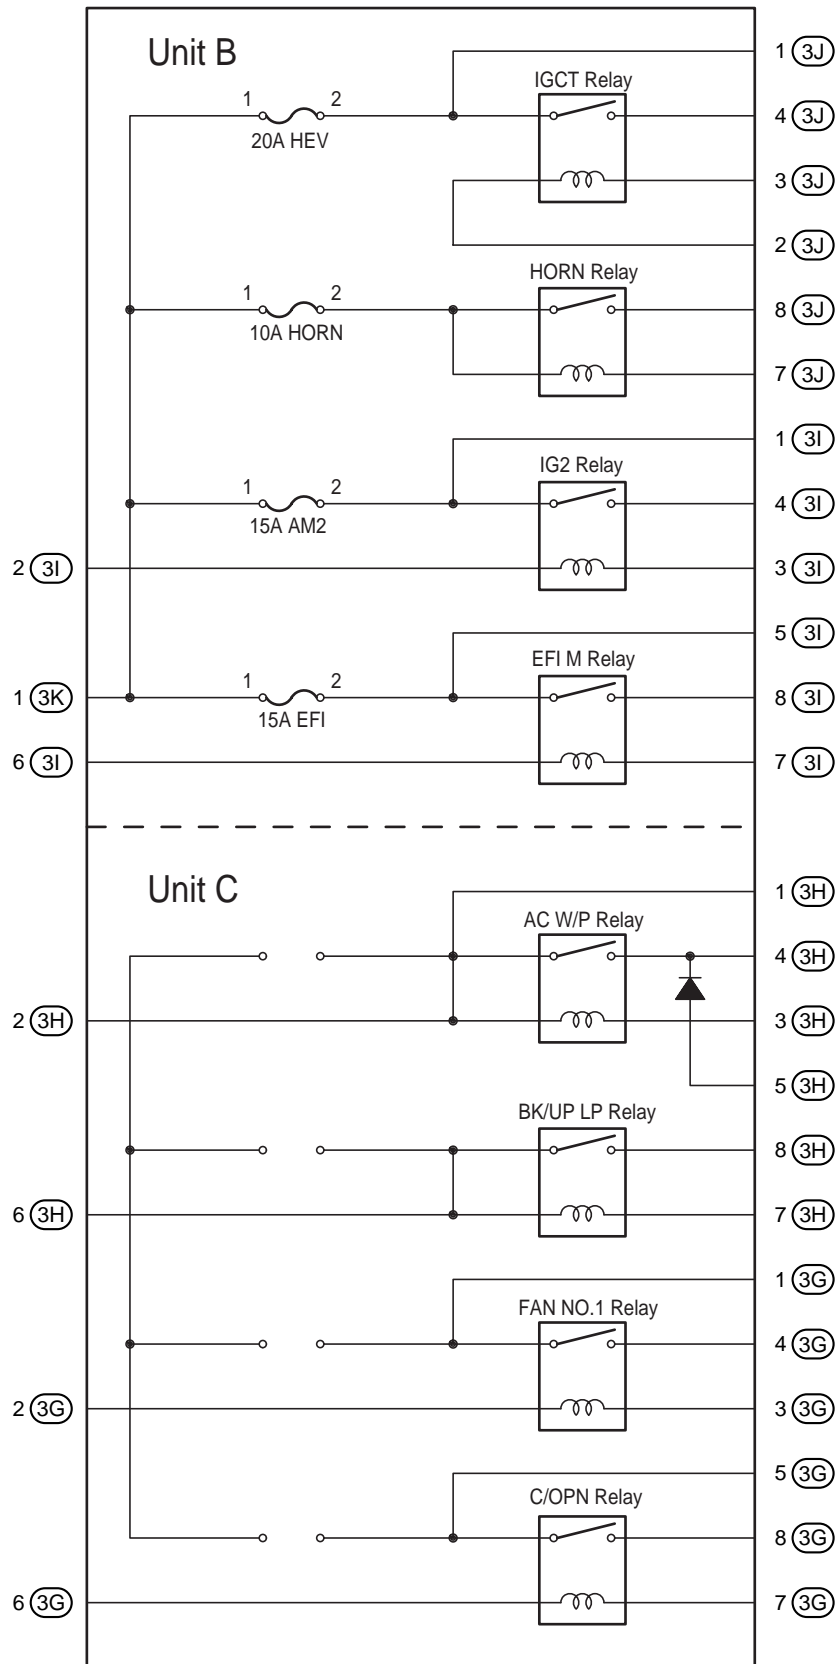 Unit B
1 3J
IGCT Relay
1 2
4 3J
20A HEV
3 3J
2 3J
HORN Relay
1 2
8 3J
10A HORN
7 3J
1 3I
IG2 Relay
1 2
4 3I
15A AM2
2 3I
3 3I
5 3I
EFI M Relay
1 2
1 3K
8 3I
15A EFI
6 3I
7 3I
Unit C
1 3H
AC W/P Relay
4 3H
2 3H
3 3H
5 3H
BK/UP LP Relay
8 3H
6 3H
7 3H
1 3G
FAN NO.1 Relay
4 3G
2 3G
3 3G
5 3G
C/OPN Relay
8 3G
6 3G
7 3G